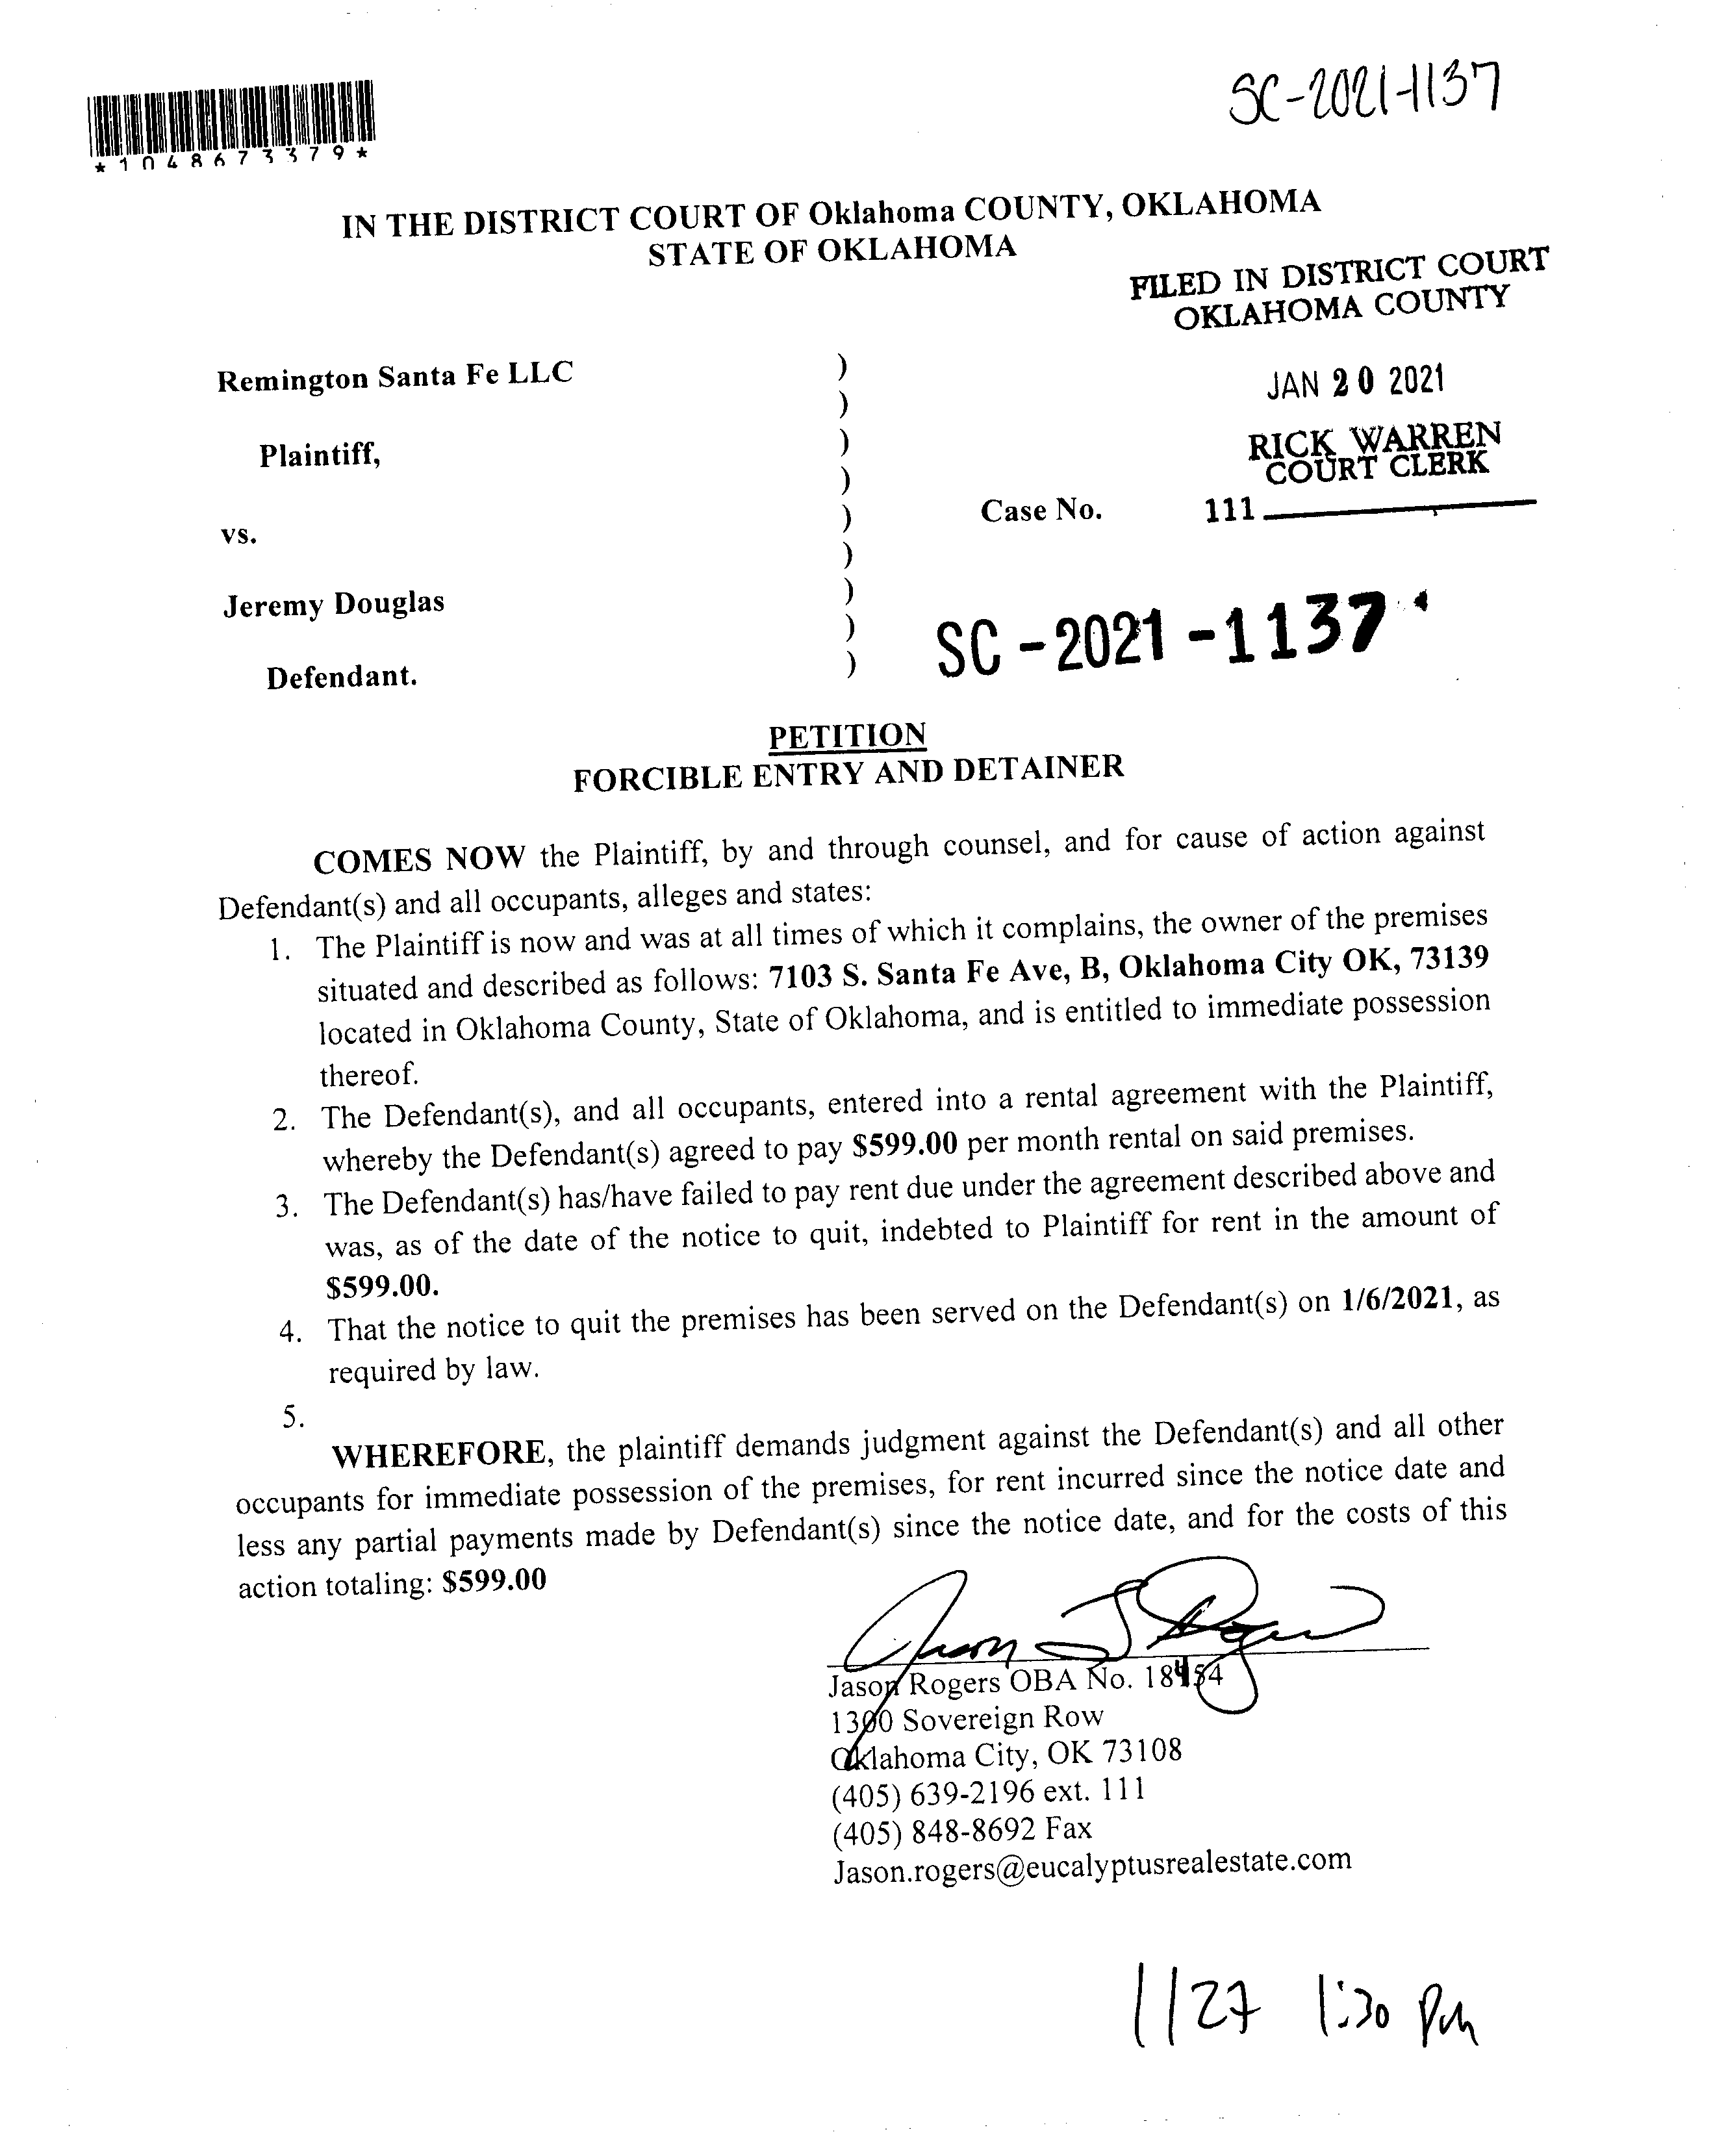 SC-2021-1137
*1048673379*
IN THE DISTRICT COURT OF Oklahoma COUNTY, OKLAHOMA
STATE OF OKLAHOMA
FILED IN DISTRICT COURT
OKLAHOMA COUNTY
Remington Santa Fe LLC )
)
JAN 20 2021
Plaintiff, )
RICK WARREN
COURT CLERK
)
vs. ) Case No. 111
)
Jeremy Douglas )
) SC-2021-1137
Defendant. )
PETITION
FORCIBLE ENTRY AND DETAINER
COMES NOW the Plaintiff, by and through counsel, and for cause of action against
Defendant(s) and all occupants, alleges and states:
1. The Plaintiff is now and was at all times of which it complains, the owner of the premises
situated and described as follows: 7103 S. Santa Fe Ave, B, Oklahoma City OK, 73139
located in Oklahoma County, State of Oklahoma, and is entitled to immediate possession
thereof.
2. The Defendant(s), and all occupants, entered into a rental agreement with the Plaintiff,
whereby the Defendant(s) agreed to pay $599.00 per month rental on said premises.
3. The Defendant(s) has/have failed to pay rent due under the agreement described above and
was, as of the date of the notice to quit, indebted to Plaintiff for rent in the amount of
$599.00.
4. That the notice to quit the premises has been served on the Defendant(s) on 1/6/2021, as
required by law.
5.
WHEREFORE, the plaintiff demands judgment against the Defendant(s) and all other
occupants for immediate possession of the premises, for rent incurred since the notice date and
less any partial payments made by Defendant(s) since the notice date, and for the costs of this
action totaling: $599.00
Jason Rogers OBA No. 18454
1300 Sovereign Row
Oklahoma City, OK 73108
(405) 639-2196 ext. 111
(405) 848-8692 Fax
Jason.rogers@eucalyptusrealestate.com
1/27 1:30 PM